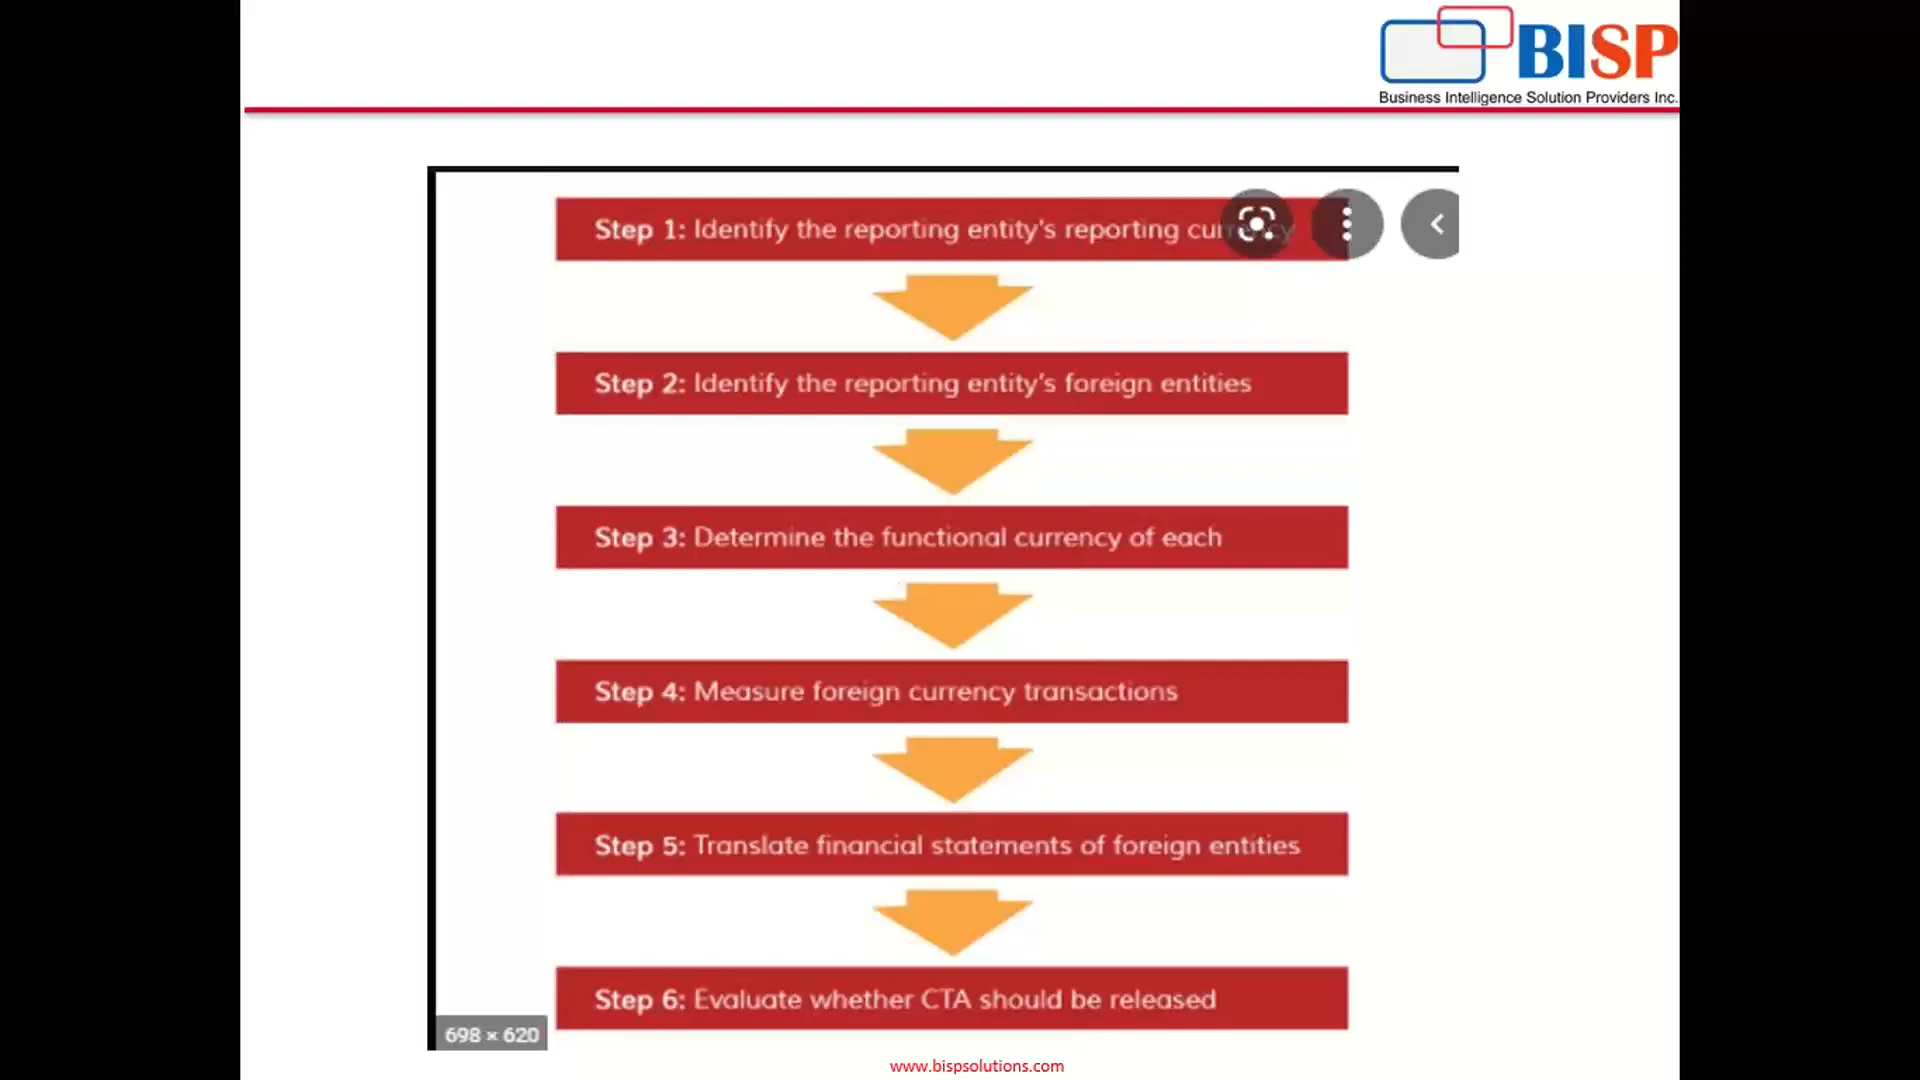 BISP
Business Intelligence Solution Providers Inc.
Step 1: Identify the reporting entity's reporting currency
Step 2: Identify the reporting entity's foreign entities
Step 3: Determine the functional currency of each
Step 4: Measure foreign currency transactions
Step 5: Translate financial statements of foreign entities
Step 6: Evaluate whether CTA should be released
698 × 620
www.bispsolutions.com